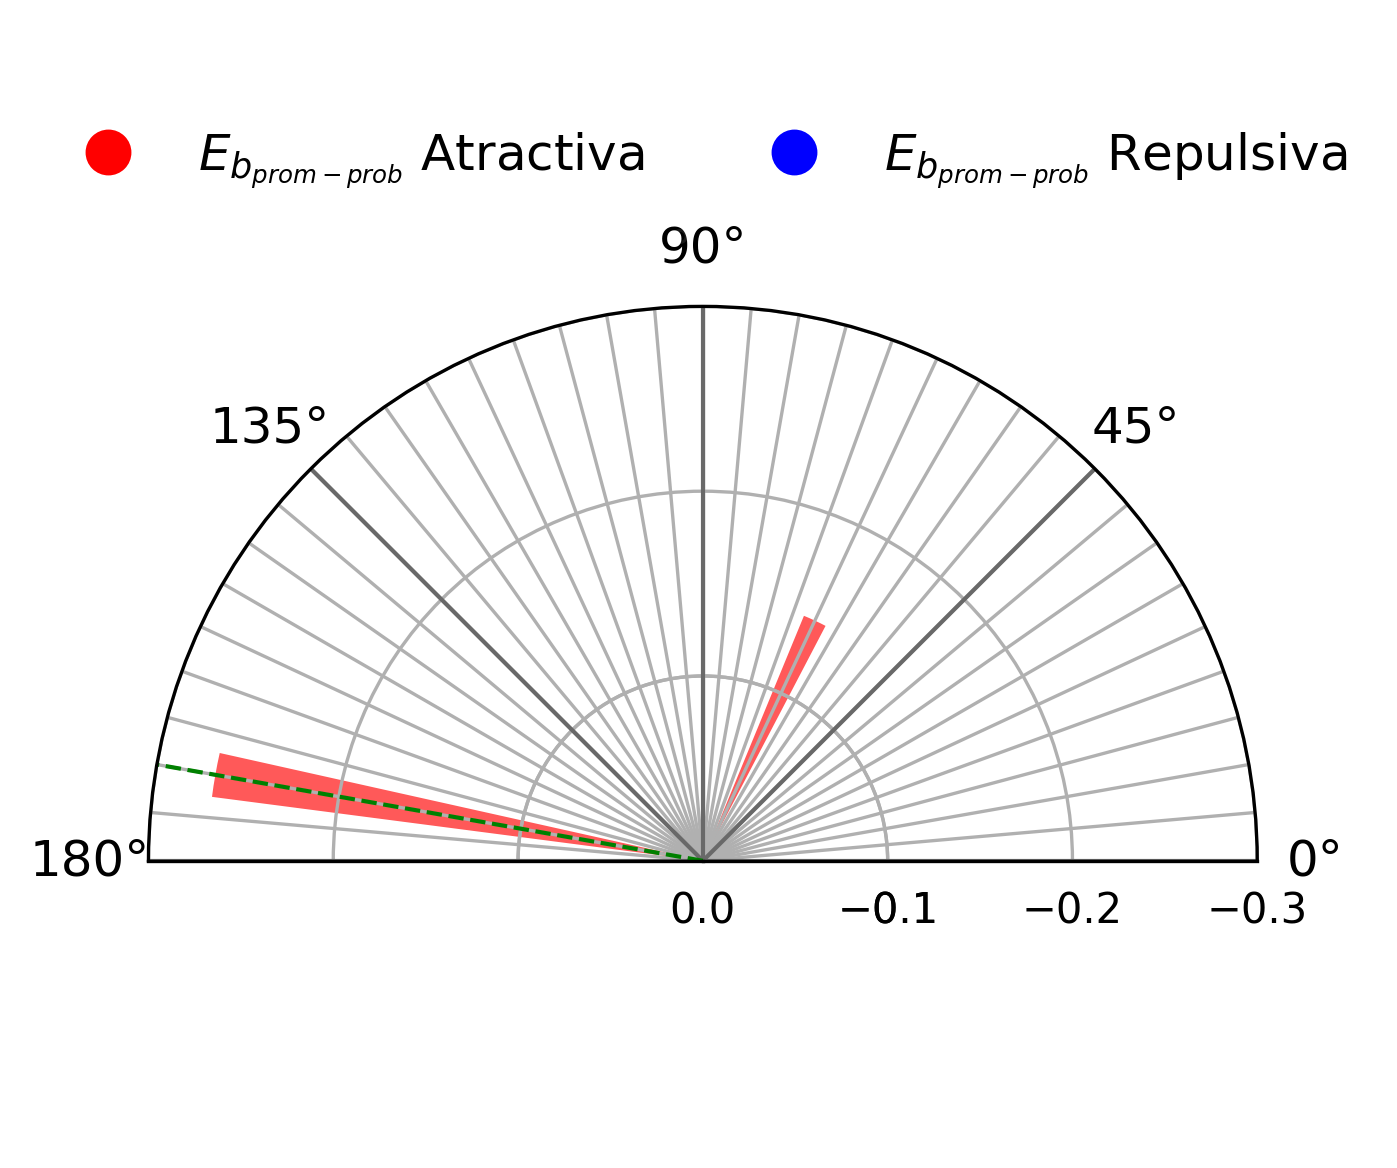 E_{b_{prom-prob}} Atractiva E_{b_{prom-prob}} Repulsiva
90°
135° 45°
180° 0°
0.0 −0.1 −0.2 −0.3